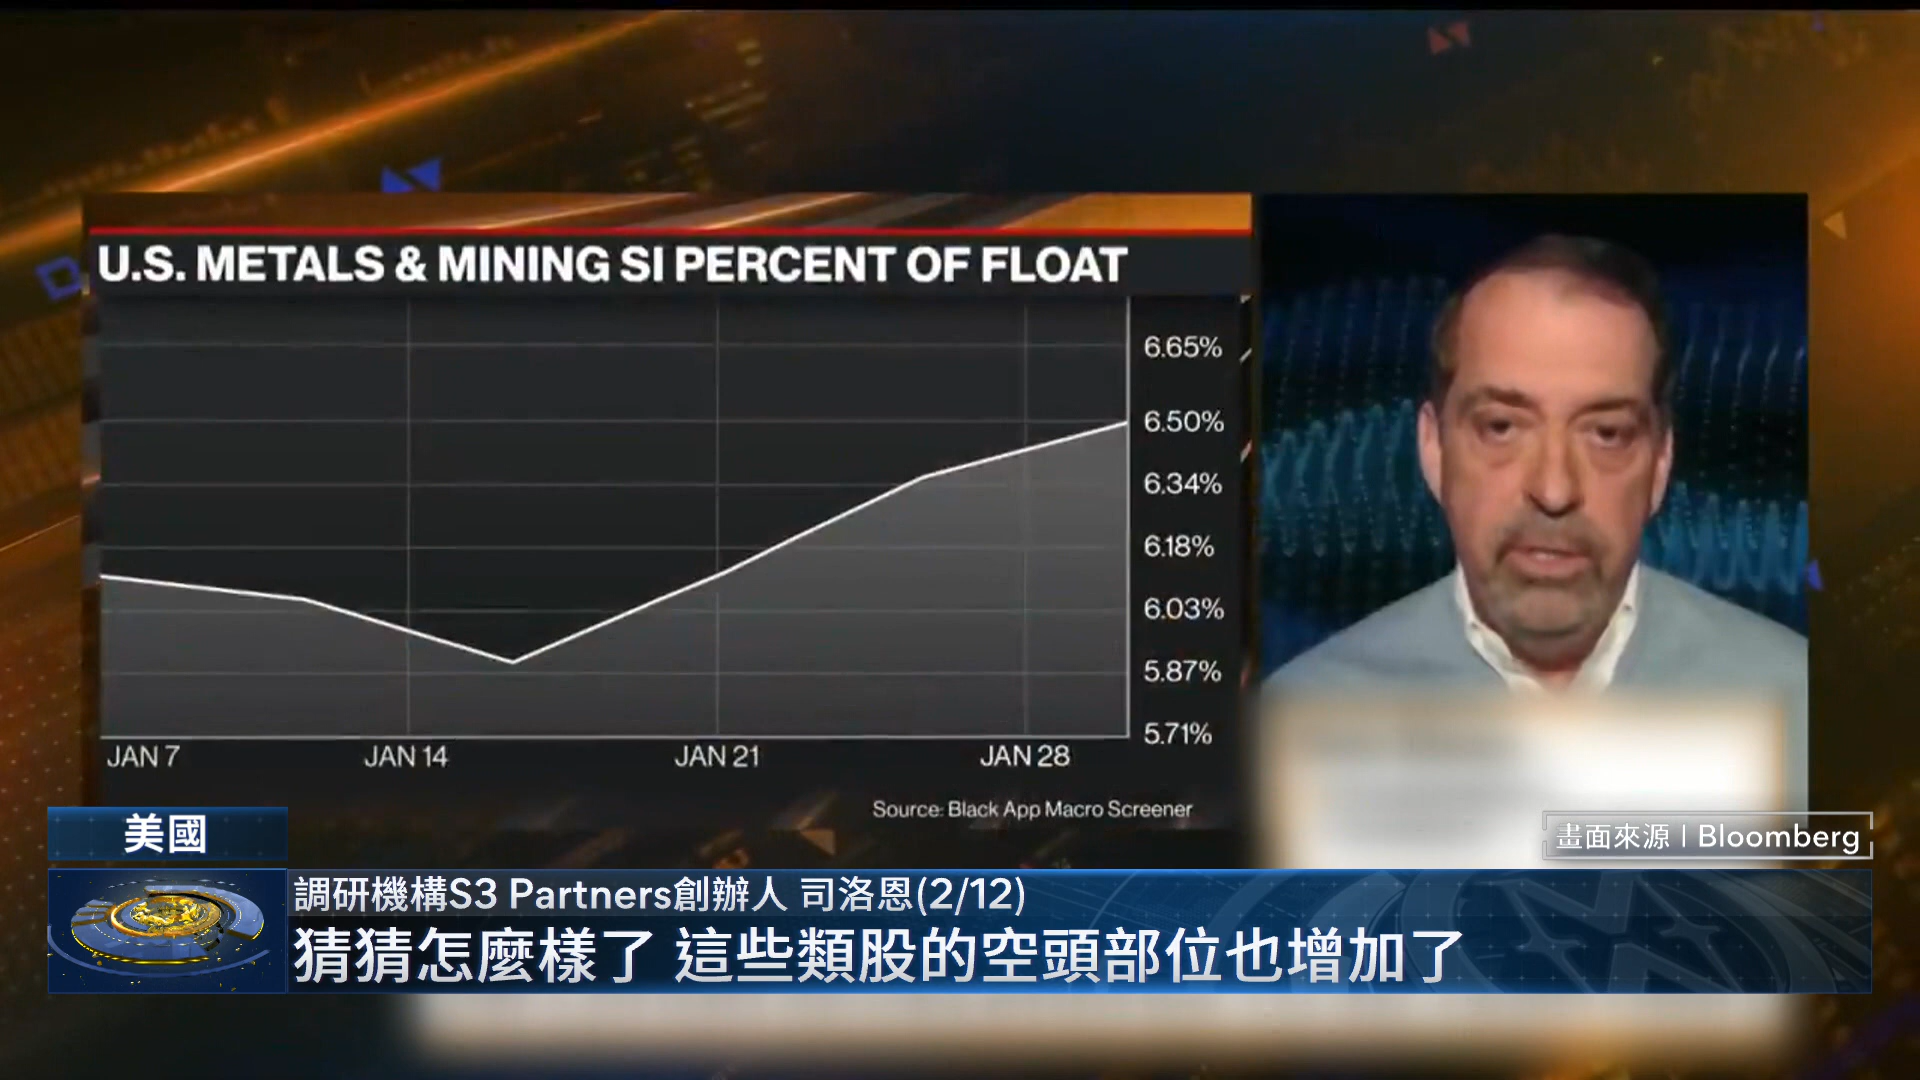 U.S. METALS & MINING SI PERCENT OF FLOAT
6.65%
6.50%
6.34%
6.18%
6.03%
5.87%
5.71%
JAN 7 JAN 14 JAN 21 JAN 28
Source: Black App Macro Screener
畫面來源 | Bloomberg
美國
調研機構S3 Partners創辦人 司洛恩(2/12)
猜猜怎麼樣了 這些類股的空頭部位也增加了